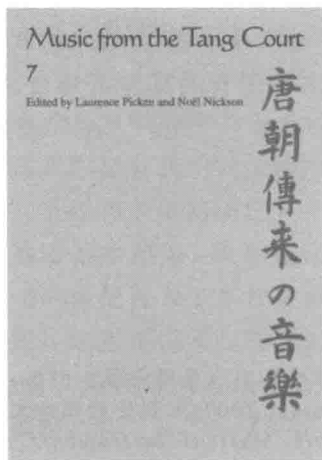 Music from the Tang Court
7
Edited by Laurence Picken and Noël Nickson
唐朝傳来の音樂